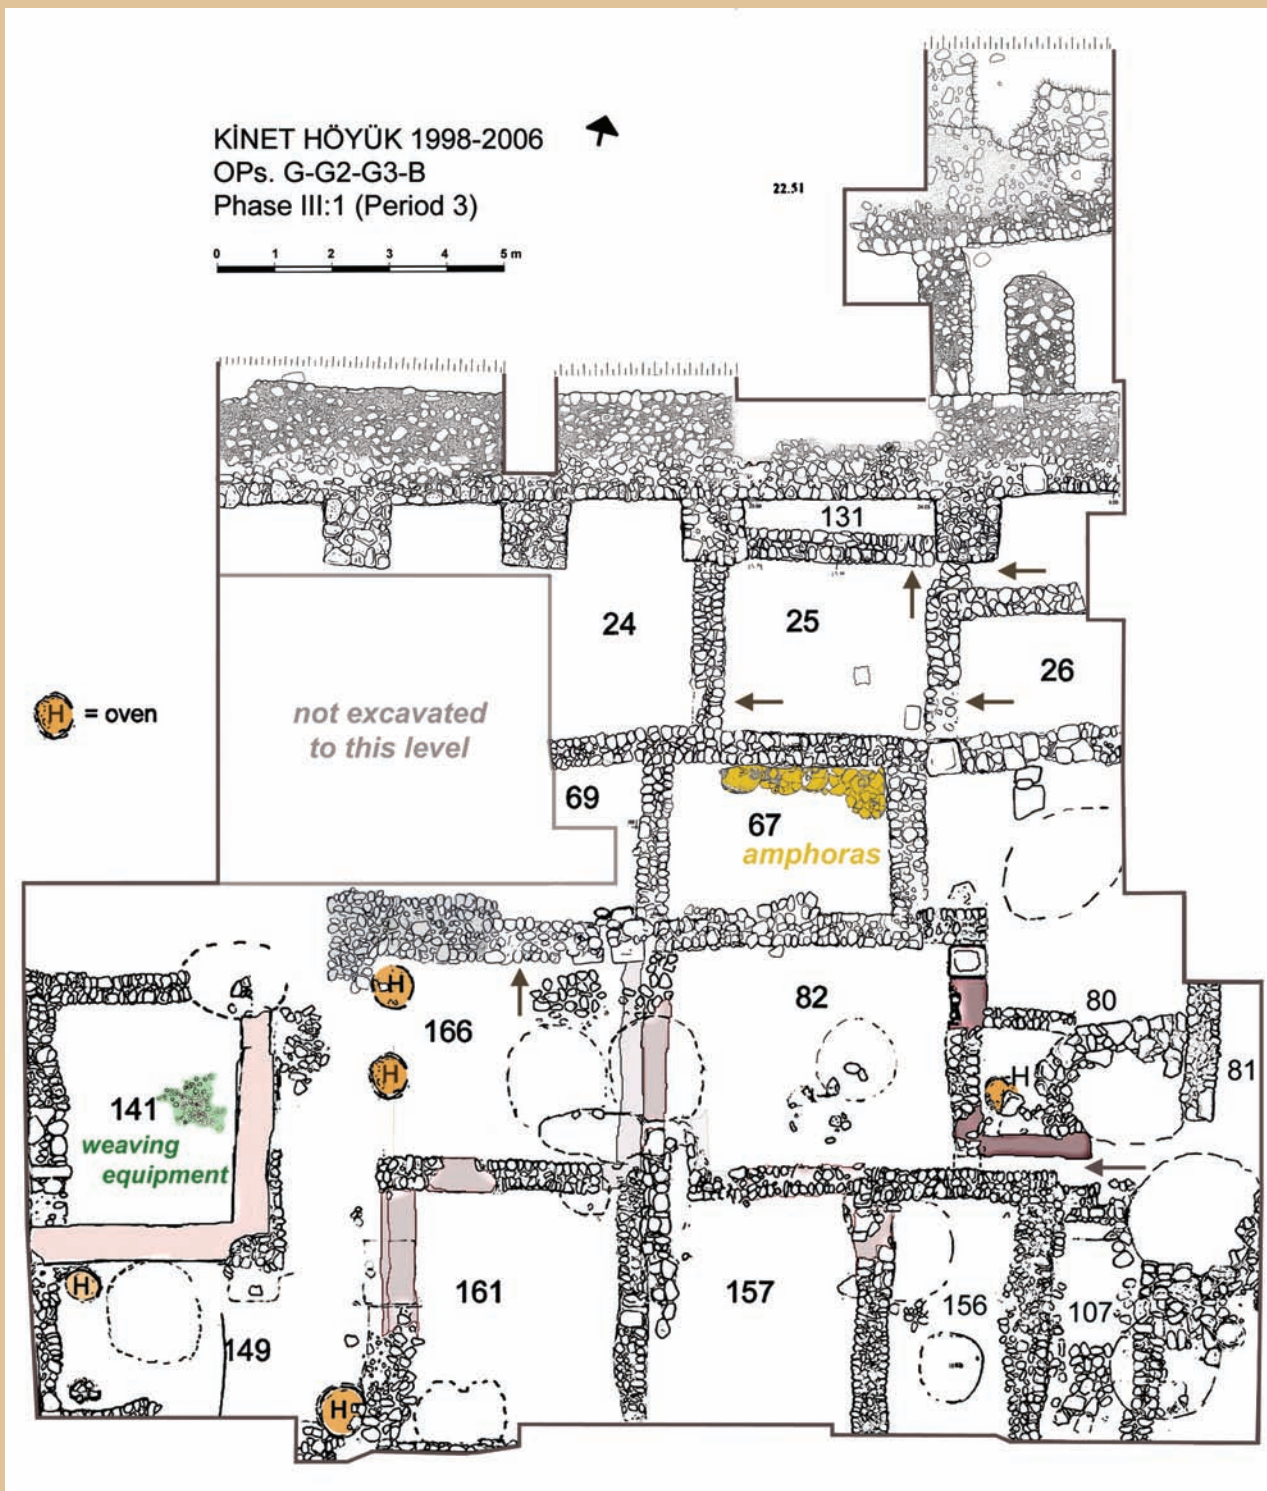 KİNET HÖYÜK 1998-2006
OPs. G-G2-G3-B
Phase III:1 (Period 3)
0 1 2 3 4 5 m
22.51
131
24
25
26
H = oven
not excavated
to this level
69
67
amphoras
H
166
82
80
H
H
81
141
weaving
equipment
H
161
157
156
107
149
H